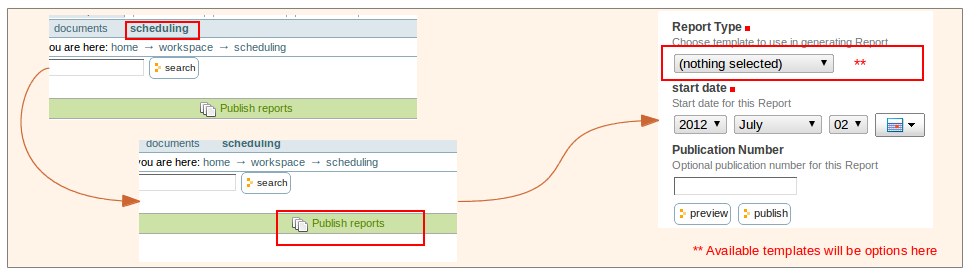 documents scheduling
you are here: home → workspace → scheduling
search
Publish reports
documents scheduling
you are here: home → workspace → scheduling
search
Publish reports
Report Type
Choose template to use in generating Report
(nothing selected) **
start date
Start date for this Report
2012 July 02
Publication Number
Optional publication number for this Report
preview publish
** Available templates will be options here